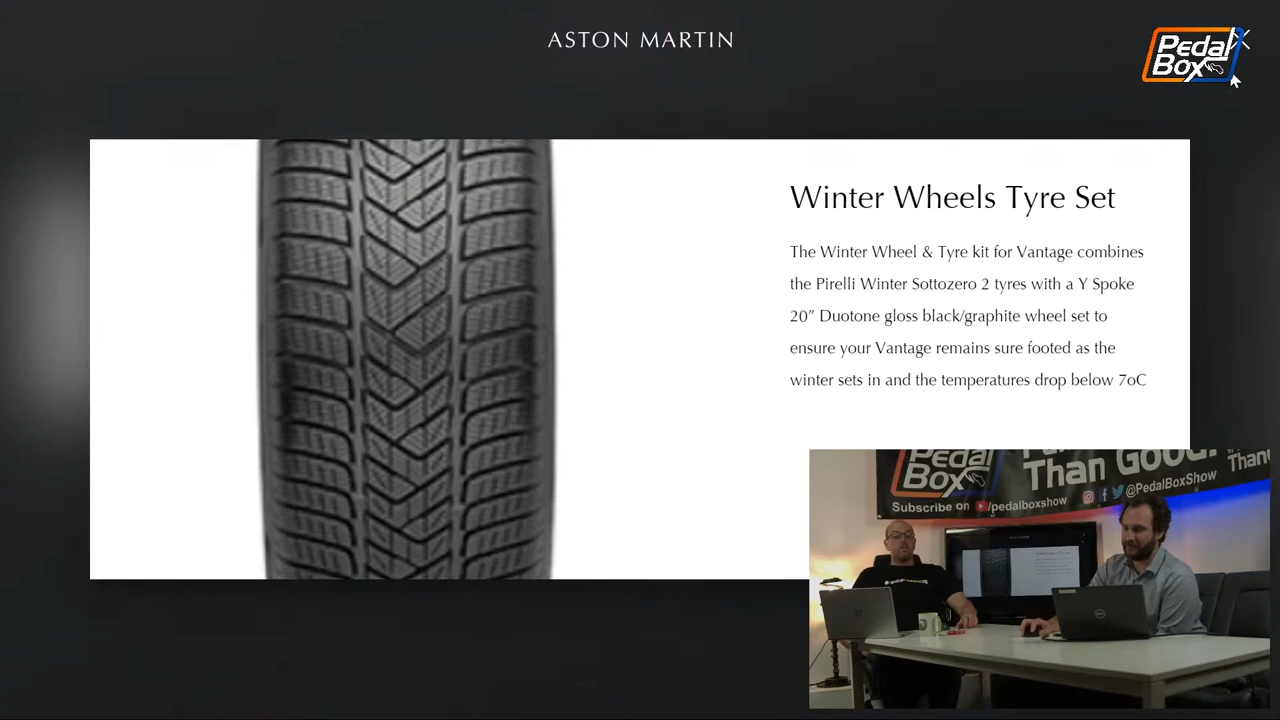 ASTON MARTIN
Pedal
Box
Winter Wheels Tyre Set
The Winter Wheel & Tyre kit for Vantage combines
the Pirelli Winter Sottozero 2 tyres with a Y Spoke
20” Duotone gloss black/graphite wheel set to
ensure your Vantage remains sure footed as the
winter sets in and the temperatures drop below 7oC
Pedal
Box
Than Good!
Subscribe on /pedalboxshow
@PedalBoxShow
DELL